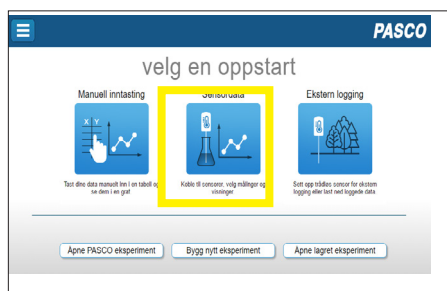 PASCO
velg en oppstart
Manuell inntasting
Sensordata
Ekstern logging
X Y
Tast dine data manuelt inn i en tabell og
se dem i en graf
Koble til sensorer, velg målinger og
visninger
Sett opp trådløs sensor for ekstern
logging eller last ned loggede data
Åpne PASCO eksperiment
Bygg nytt eksperiment
Åpne lagret eksperiment